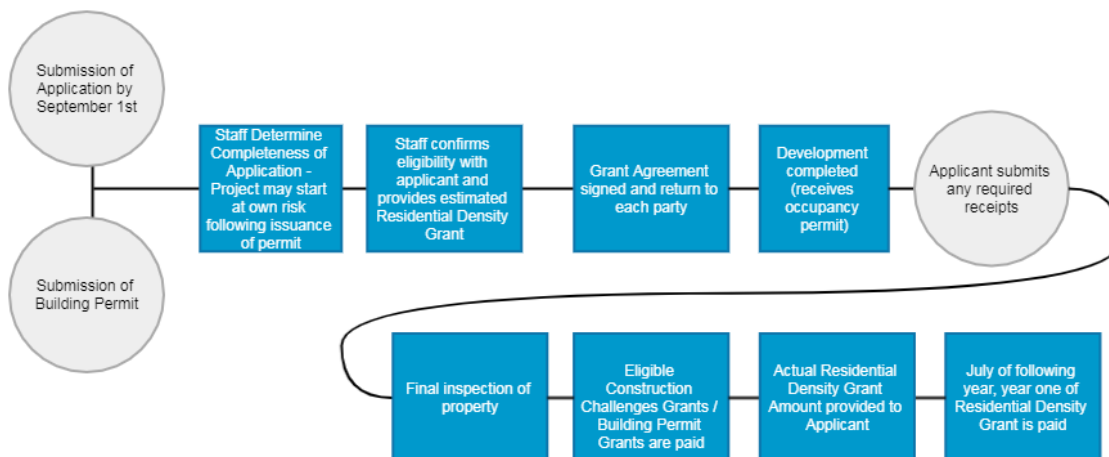 Submission of
Application by
September 1st
Submission of
Building Permit
Staff Determine
Completeness of
Application -
Project may start
at own risk
following issuance
of permit
Staff confirms
eligibility with
applicant and
provides estimated
Residential Density
Grant
Grant Agreement
signed and return to
each party
Development
completed
(receives
occupancy
permit)
Applicant submits
any required
receipts
Final inspection of
property
Eligible
Construction
Challenges Grants /
Building Permit
Grants are paid
Actual Residential
Density Grant
Amount provided to
Applicant
July of following
year, year one of
Residential Density
Grant is paid